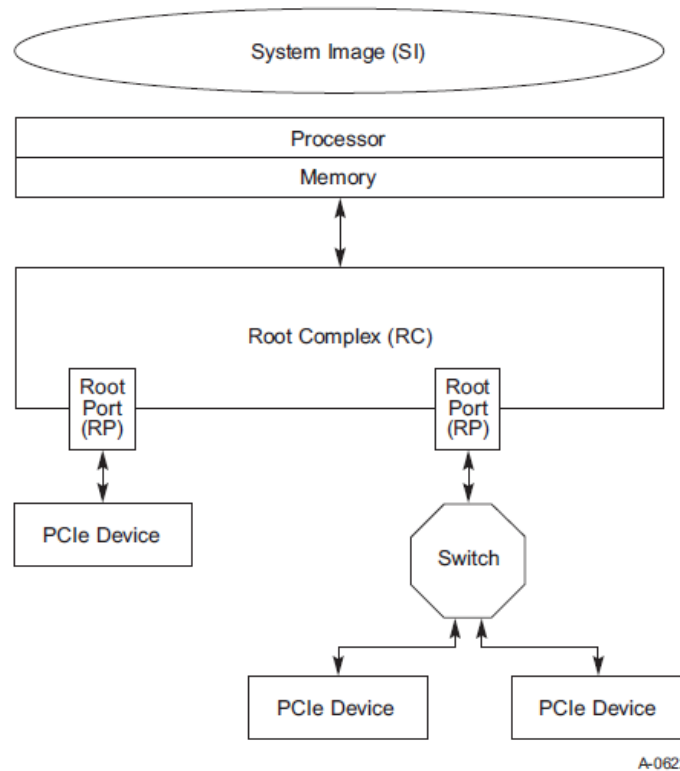 System Image (SI)
Processor
Memory
Root Complex (RC)
Root
Port
(RP)
Root
Port
(RP)
PCIe Device
Switch
PCIe Device
PCIe Device